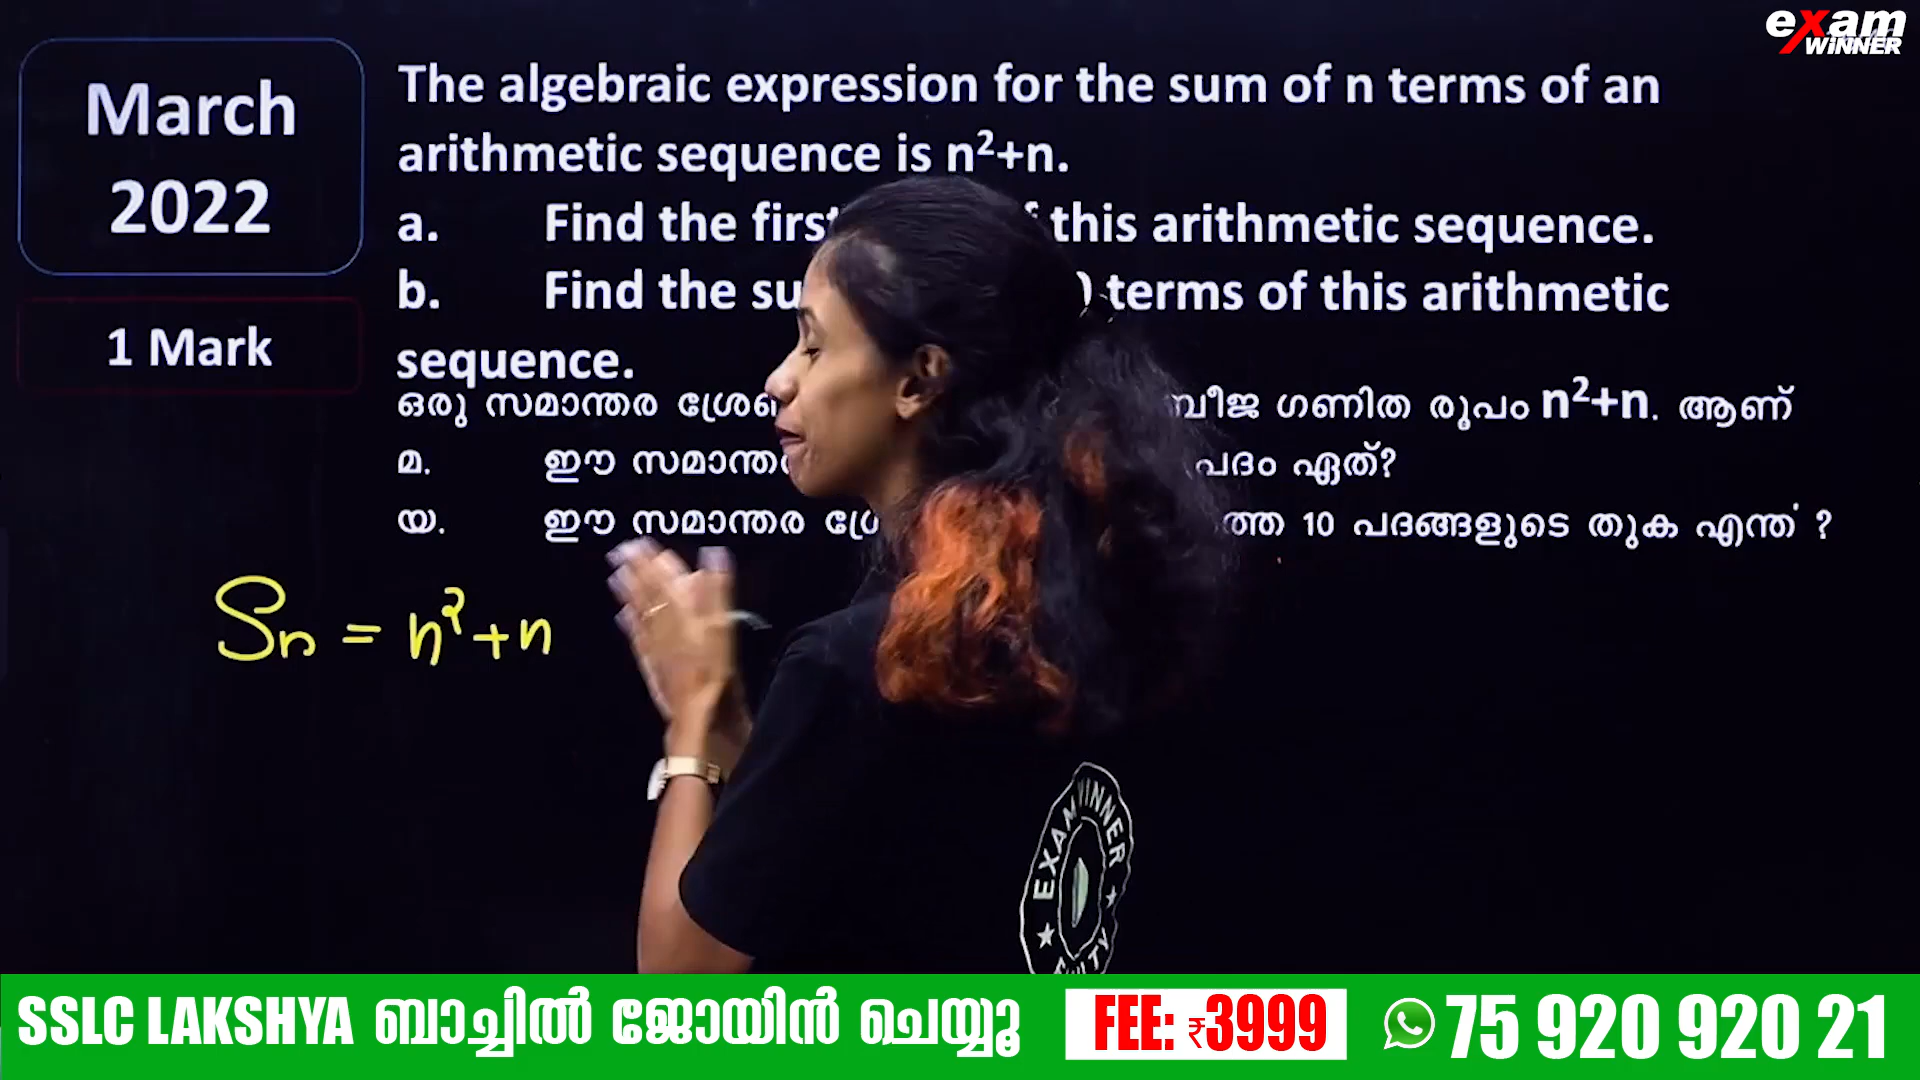 exam
WINNER
March
2022
1 Mark
The algebraic expression for the sum of n terms of an
arithmetic sequence is n²+n.
a. Find the this arithmetic sequence.
b. Find the terms of this arithmetic
sequence.
ഒരു സമാന്തര ഗണിത രൂപം n²+n. ആണ്
മ. ഈ പദം ഏത്?
യ. ഈ സമാന്തര 10 പദങ്ങളുടെ തുക എന്ത് ?
Sn = n²+n
EXAM WINNER
SSLC LAKSHYA ബാച്ചിൽ ജോയിൻ ചെയ്യൂ FEE: ₹3999 75 920 920 21